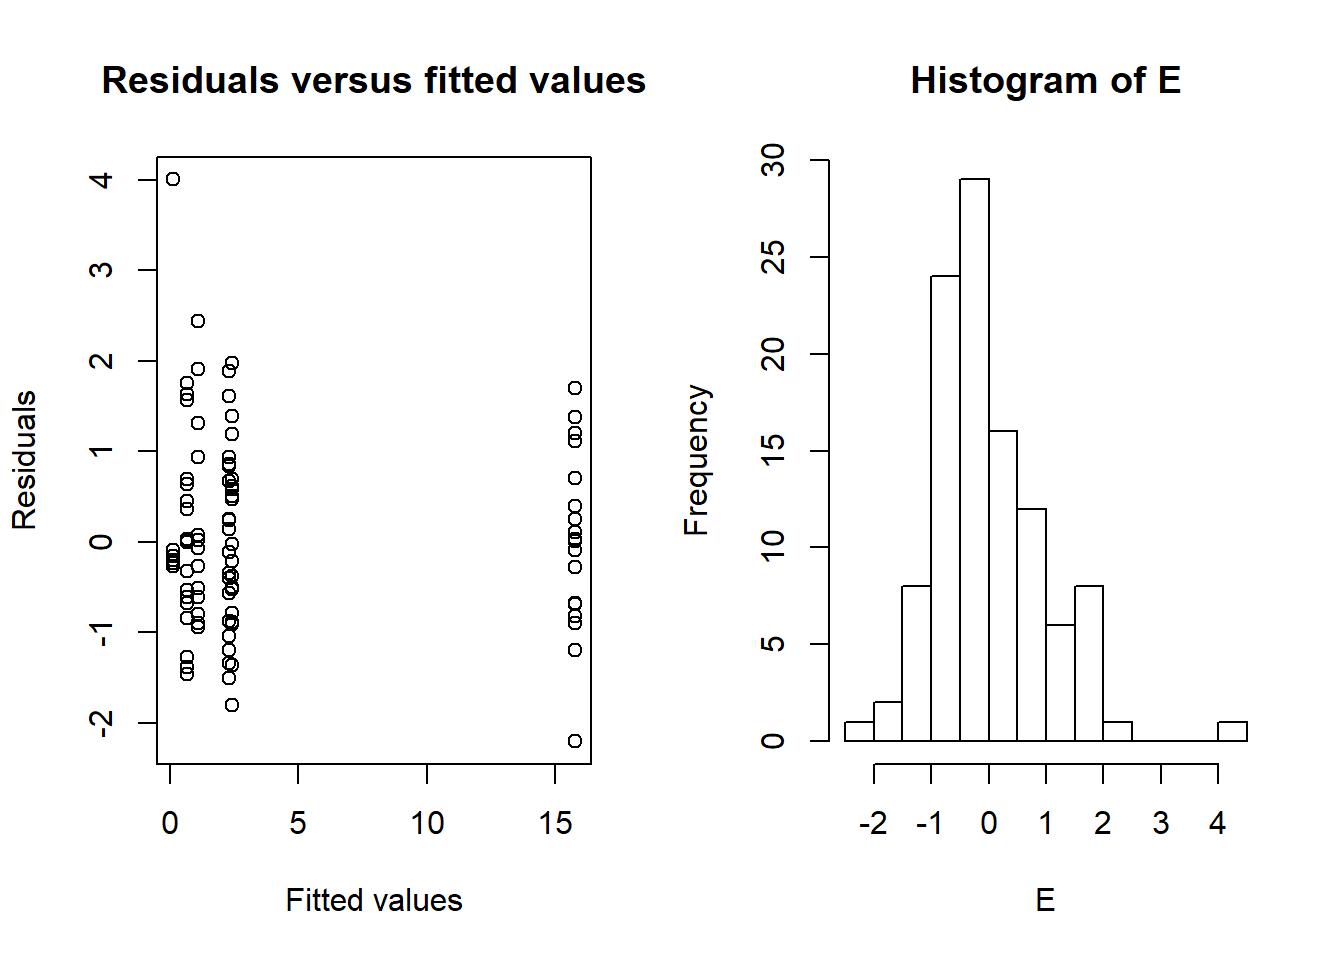 Residuals versus fitted values
Residuals
4
3
2
1
0
-1
-2
0 5 10 15
Fitted values
Histogram of E
Frequency
30
25
20
15
10
5
0
-2 -1 0 1 2 3 4
E